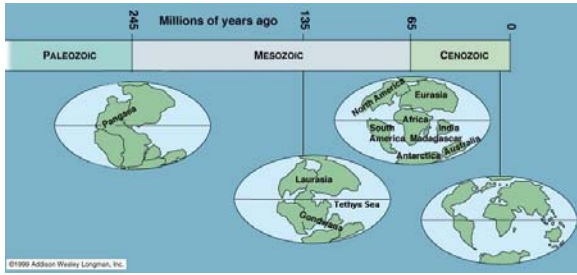 Millions of years ago
245
135
65
0
PALEOZOIC
MESOZOIC
CENOZOIC
Pangaea
North America
Eurasia
Africa
South
America
India
Madagascar
Australia
Antarctica
Laurasia
Tethys Sea
Gondwana
©1999 Addison Wesley Longman, Inc.